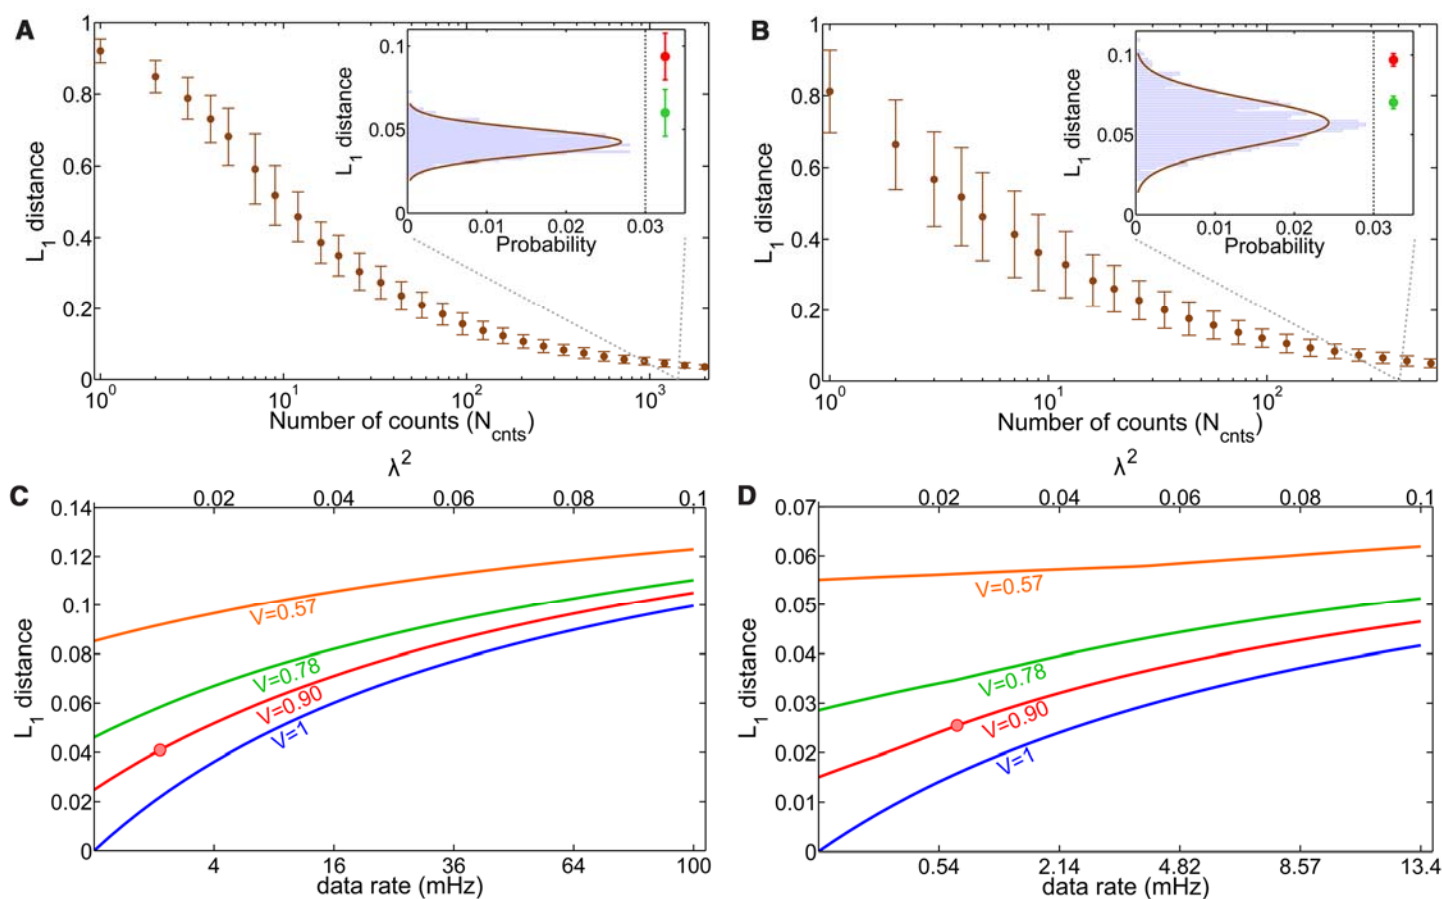 A
1
0.8
0.6
0.4
0.2
0
L1 distance
10^0
10^1
10^2
10^3
Number of counts (Ncnts)
0.1
0.05
0
L1 distance
0
0.01
0.02
0.03
Probability
B
1
0.8
0.6
0.4
0.2
0
L1 distance
10^0
10^1
10^2
Number of counts (Ncnts)
0.1
0.05
0
L1 distance
0
0.01
0.02
0.03
Probability
C
λ^2
0.02
0.04
0.06
0.08
0.1
0.14
0.12
0.1
0.08
0.06
0.04
0.02
0
L1 distance
V=0.57
V=0.78
V=0.90
V=1
4
16
36
64
100
data rate (mHz)
D
λ^2
0.02
0.04
0.06
0.08
0.1
0.07
0.06
0.05
0.04
0.03
0.02
0.01
0
L1 distance
V=0.57
V=0.78
V=0.90
V=1
0.54
2.14
4.82
8.57
13.4
data rate (mHz)